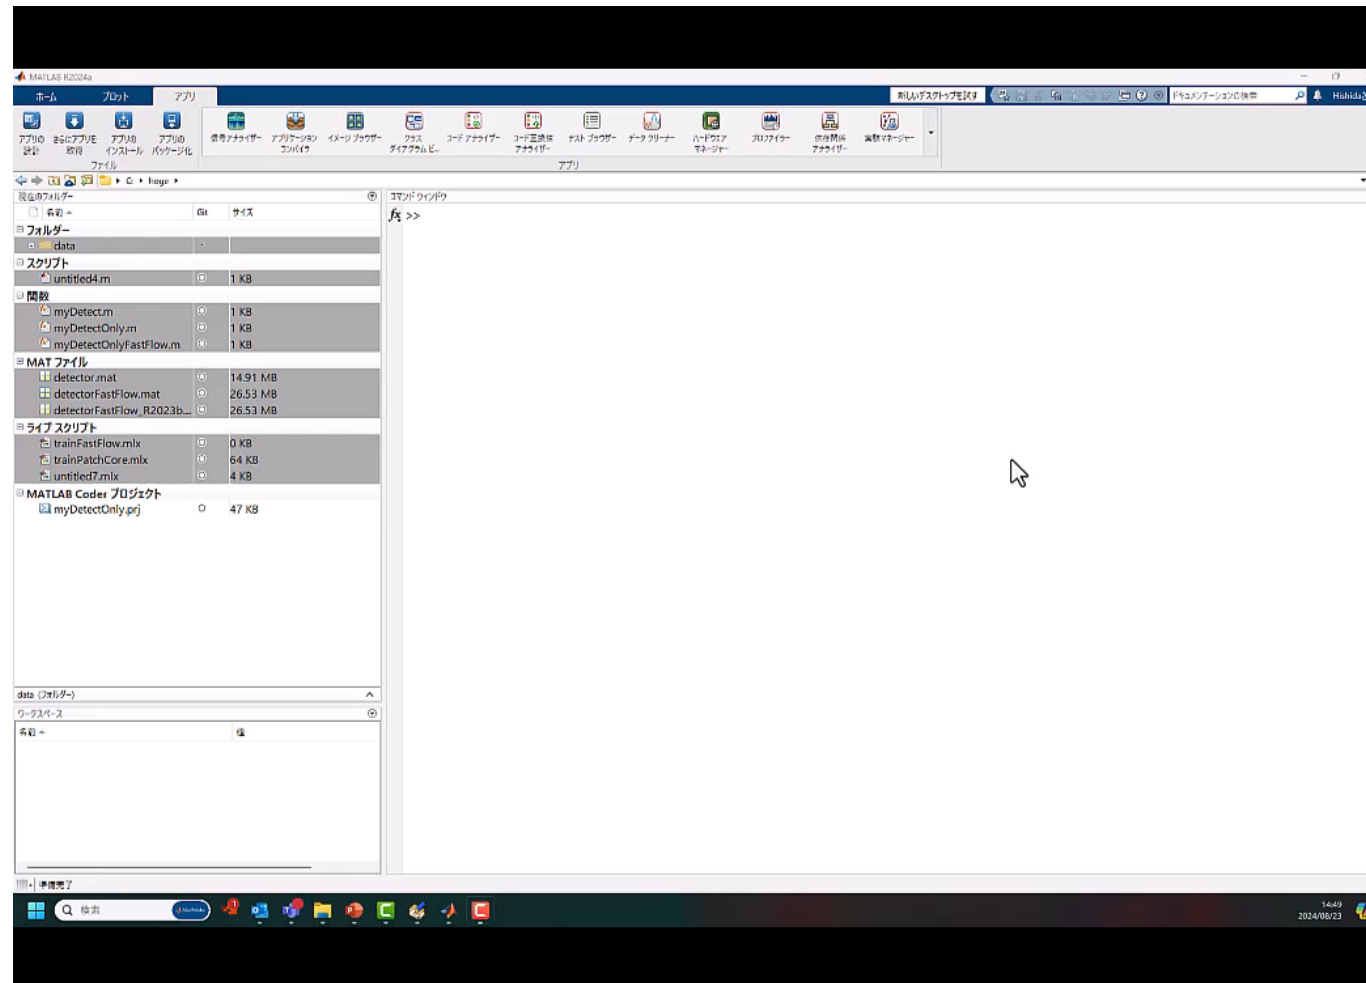 MATLAB R2024a
ホーム プロット アプリ
新しいデスクトップを試す
ドキュメンテーションの検索
アプリの設計 さらにアプリを取得 アプリのインストール アプリのパッケージ化
信号アナライザー アプリケーション コンパイラ イメージ ブラウザー クラス ダイアグラム ビ... コード アナライザー コード互換性アナライザー テスト ブラウザー データ クリーナー ハードウェア マネージャー プロファイラー 依存関係アナライザー 実験マネージャー
ファイル アプリ
C: hoge
現在のフォルダー
名前 Git サイズ
フォルダー
data
スクリプト
untitled4.m 1 KB
関数
myDetect.m 1 KB
myDetectOnly.m 1 KB
myDetectOnlyFastFlow.m 1 KB
MAT ファイル
detector.mat 14.91 MB
detectorFastFlow.mat 26.53 MB
detectorFastFlow_R2023b... 26.53 MB
ライブ スクリプト
trainFastFlow.mlx 0 KB
trainPatchCore.mlx 64 KB
untitled7.mlx 4 KB
MATLAB Coder プロジェクト
myDetectOnly.prj 47 KB
data (フォルダー)
ワークスペース
名前 値
コマンド ウィンドウ
fx >>
準備完了
検索
14:49
2024/08/23